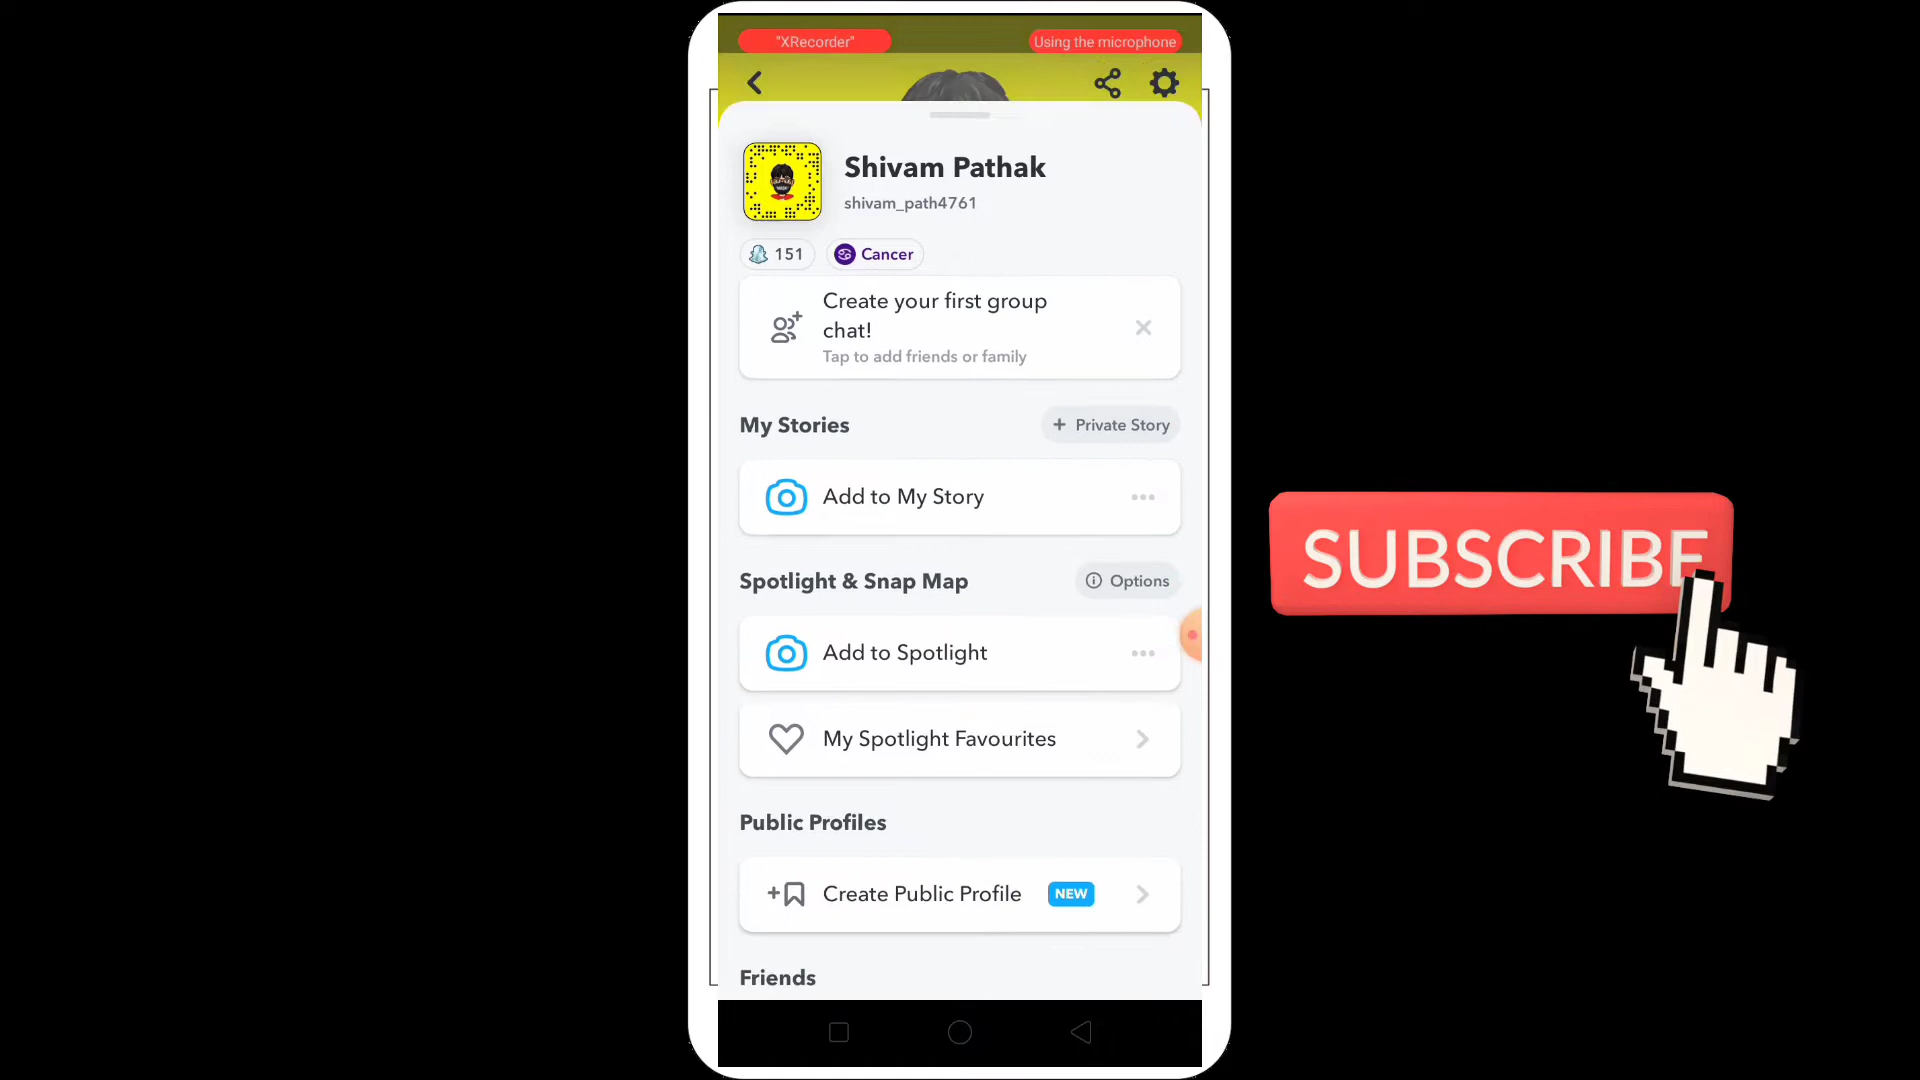 "XRecorder"
Using the microphone
Shivam Pathak
shivam_path4761
151
Cancer
Create your first group
chat!
Tap to add friends or family
My Stories
+ Private Story
Add to My Story
Spotlight & Snap Map
Options
Add to Spotlight
My Spotlight Favourites
Public Profiles
Create Public Profile
NEW
Friends
SUBSCRIBE